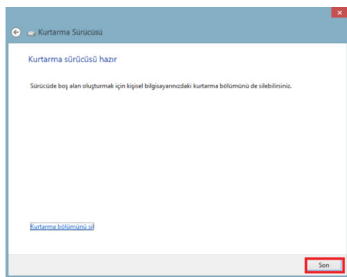 Kurtarma Sürücüsü
Kurtarma sürücüsü hazır
Sürücüde boş alan oluşturmak için kişisel bilgisayarınızdaki kurtarma bölümünü de silebilirsiniz.
Kurtarma bölümünü sil
Son